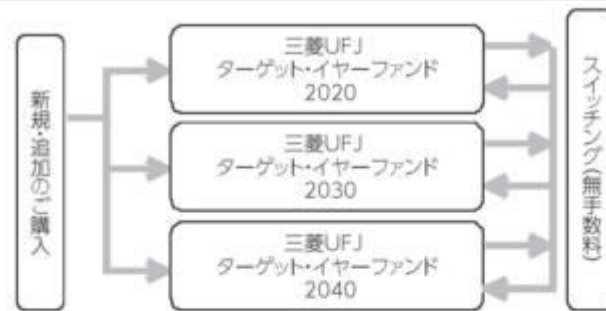 新規・追加のご購入
三菱UFJ
ターゲット・イヤーファンド
2020
三菱UFJ
ターゲット・イヤーファンド
2030
三菱UFJ
ターゲット・イヤーファンド
2040
スイッチング(無手数料)